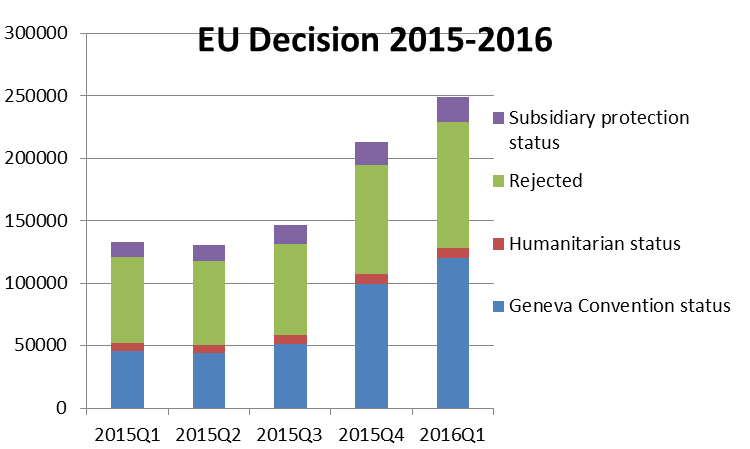 EU Decision 2015-2016
300000
250000
200000
150000
100000
50000
0
2015Q1 2015Q2 2015Q3 2015Q4 2016Q1
Subsidiary protection
status
Rejected
Humanitarian status
Geneva Convention status